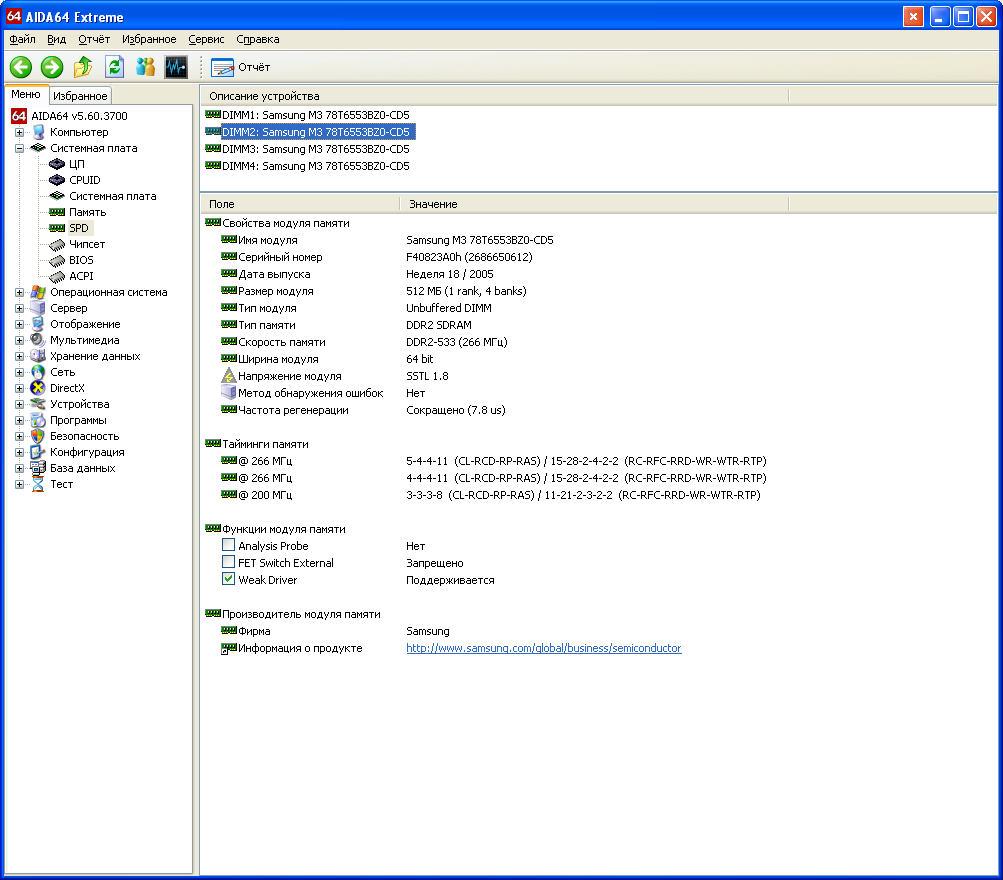 AIDA64 Extreme
Файл Вид Отчёт Избранное Сервис Справка
Отчёт
Меню Избранное
AIDA64 v5.60.3700
Компьютер
Системная плата
ЦП
CPUID
Системная плата
Память
SPD
Чипсет
BIOS
ACPI
Операционная система
Сервер
Отображение
Мультимедиа
Хранение данных
Сеть
DirectX
Устройства
Программы
Безопасность
Конфигурация
База данных
Тест
Описание устройства
DIMM1: Samsung M3 78T6553BZ0-CD5
DIMM2: Samsung M3 78T6553BZ0-CD5
DIMM3: Samsung M3 78T6553BZ0-CD5
DIMM4: Samsung M3 78T6553BZ0-CD5
Поле Значение
Свойства модуля памяти
Имя модуля Samsung M3 78T6553BZ0-CD5
Серийный номер F40823A0h (2686650612)
Дата выпуска Неделя 18 / 2005
Размер модуля 512 МБ (1 rank, 4 banks)
Тип модуля Unbuffered DIMM
Тип памяти DDR2 SDRAM
Скорость памяти DDR2-533 (266 МГц)
Ширина модуля 64 bit
Напряжение модуля SSTL 1.8
Метод обнаружения ошибок Нет
Частота регенерации Сокращено (7.8 us)
Тайминги памяти
@ 266 МГц 5-4-4-11 (CL-RCD-RP-RAS) / 15-28-2-4-2-2 (RC-RFC-RRD-WR-WTR-RTP)
@ 266 МГц 4-4-4-11 (CL-RCD-RP-RAS) / 15-28-2-4-2-2 (RC-RFC-RRD-WR-WTR-RTP)
@ 200 МГц 3-3-3-8 (CL-RCD-RP-RAS) / 11-21-2-3-2-2 (RC-RFC-RRD-WR-WTR-RTP)
Функции модуля памяти
Analysis Probe Нет
FET Switch External Запрещено
Weak Driver Поддерживается
Производитель модуля памяти
Фирма Samsung
Информация о продукте http://www.samsung.com/global/business/semiconductor